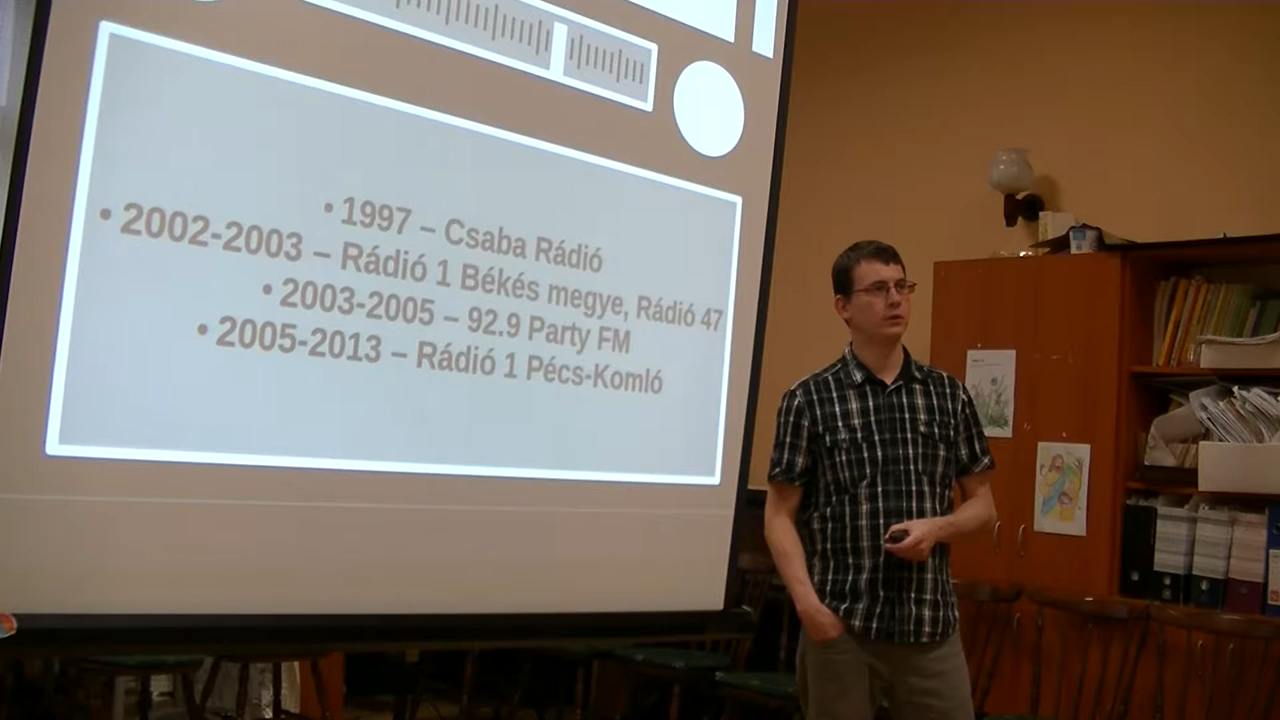 • 1997 – Csaba Rádió
• 2002-2003 – Rádió 1 Békés megye, Rádió 47
• 2003-2005 – 92.9 Party FM
• 2005-2013 – Rádió 1 Pécs-Komló